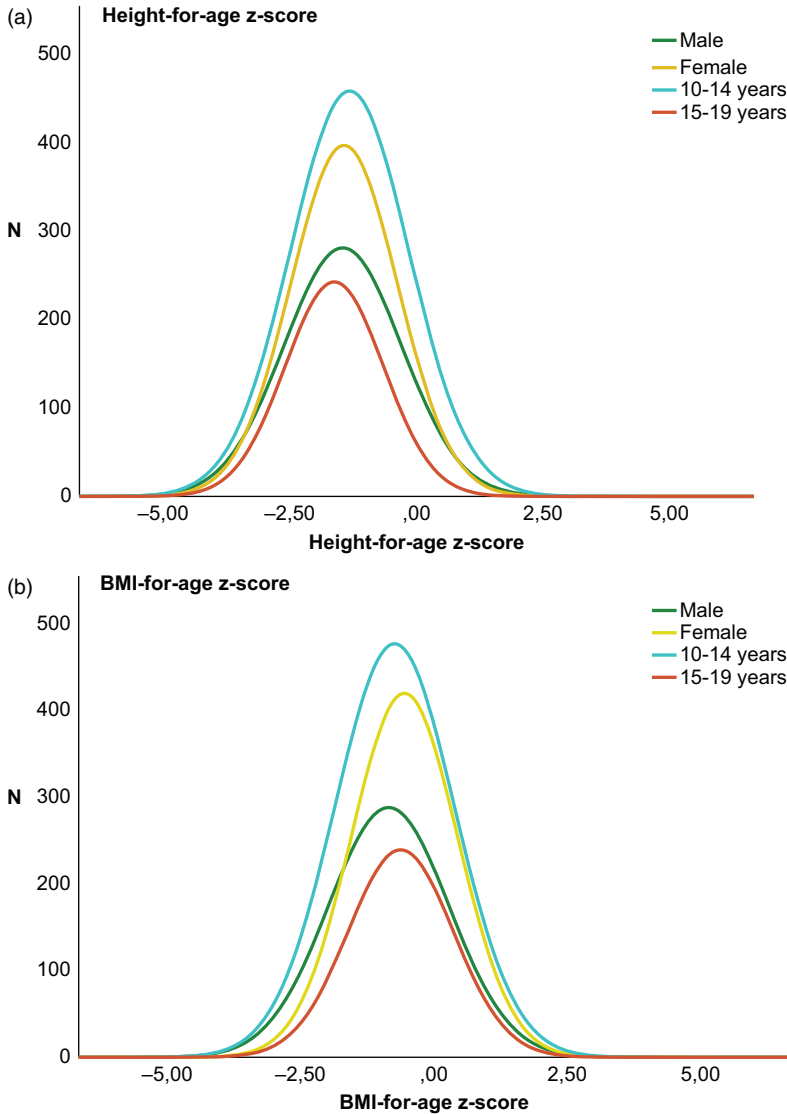 (a) Height-for-age z-score
500
400
300
200
100
0
N
Male
Female
10-14 years
15-19 years
–5,00 –2,50 ,00 2,50 5,00
Height-for-age z-score
(b) BMI-for-age z-score
500
400
300
200
100
0
N
Male
Female
10-14 years
15-19 years
–5,00 –2,50 ,00 2,50 5,00
BMI-for-age z-score